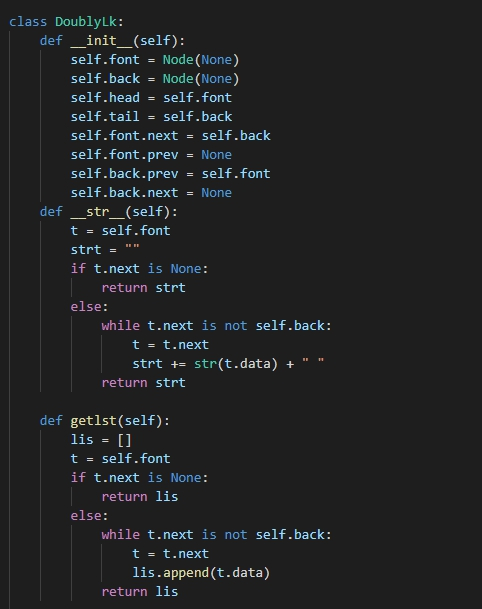 class DoublyLk:
    def __init__(self):
        self.font = Node(None)
        self.back = Node(None)
        self.head = self.font
        self.tail = self.back
        self.font.next = self.back
        self.font.prev = None
        self.back.prev = self.font
        self.back.next = None
    def __str__(self):
        t = self.font
        strt = ""
        if t.next is None:
            return strt
        else:
            while t.next is not self.back:
                t = t.next
                strt += str(t.data) + " "
            return strt

    def getlst(self):
        lis = []
        t = self.font
        if t.next is None:
            return lis
        else:
            while t.next is not self.back:
                t = t.next
                lis.append(t.data)
            return lis